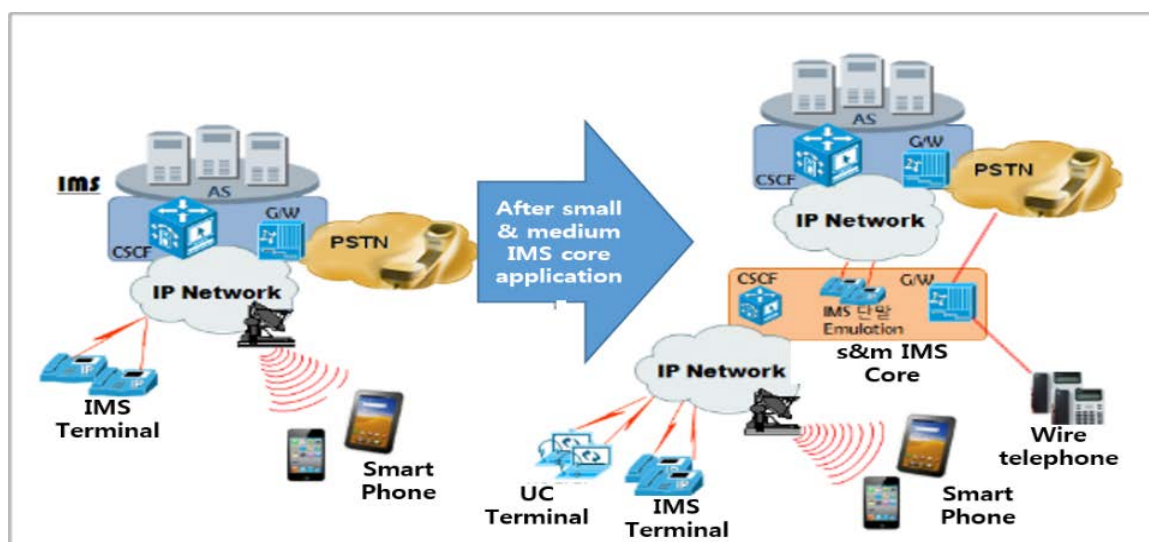 IMS
AS
G/W
CSCF
PSTN
IP Network
IMS
Terminal
Smart
Phone
After small
& medium
IMS core
application
AS
G/W
CSCF
PSTN
IP Network
CSCF
G/W
IMS 단말
Emulation
s&m IMS
Core
IP Network
UC
Terminal
IMS
Terminal
Smart
Phone
Wire
telephone